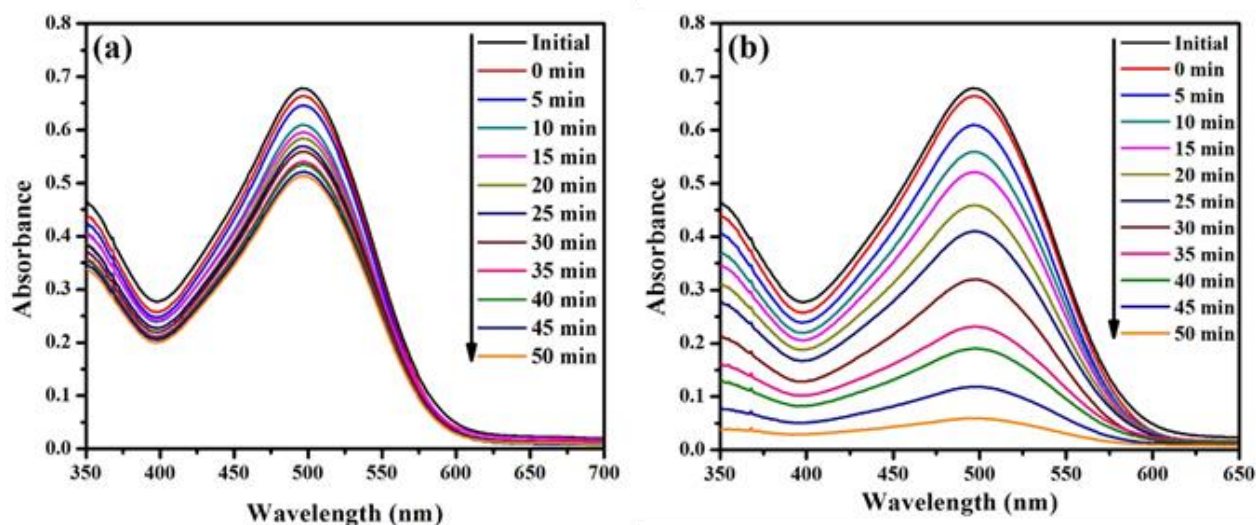 (a)
Absorbance
0.8
0.7
0.6
0.5
0.4
0.3
0.2
0.1
0.0
350 400 450 500 550 600 650 700
Wavelength (nm)
Initial
0 min
5 min
10 min
15 min
20 min
25 min
30 min
35 min
40 min
45 min
50 min
(b)
Absorbance
0.8
0.7
0.6
0.5
0.4
0.3
0.2
0.1
0.0
350 400 450 500 550 600 650
Wavelength (nm)
Initial
0 min
5 min
10 min
15 min
20 min
25 min
30 min
35 min
40 min
45 min
50 min